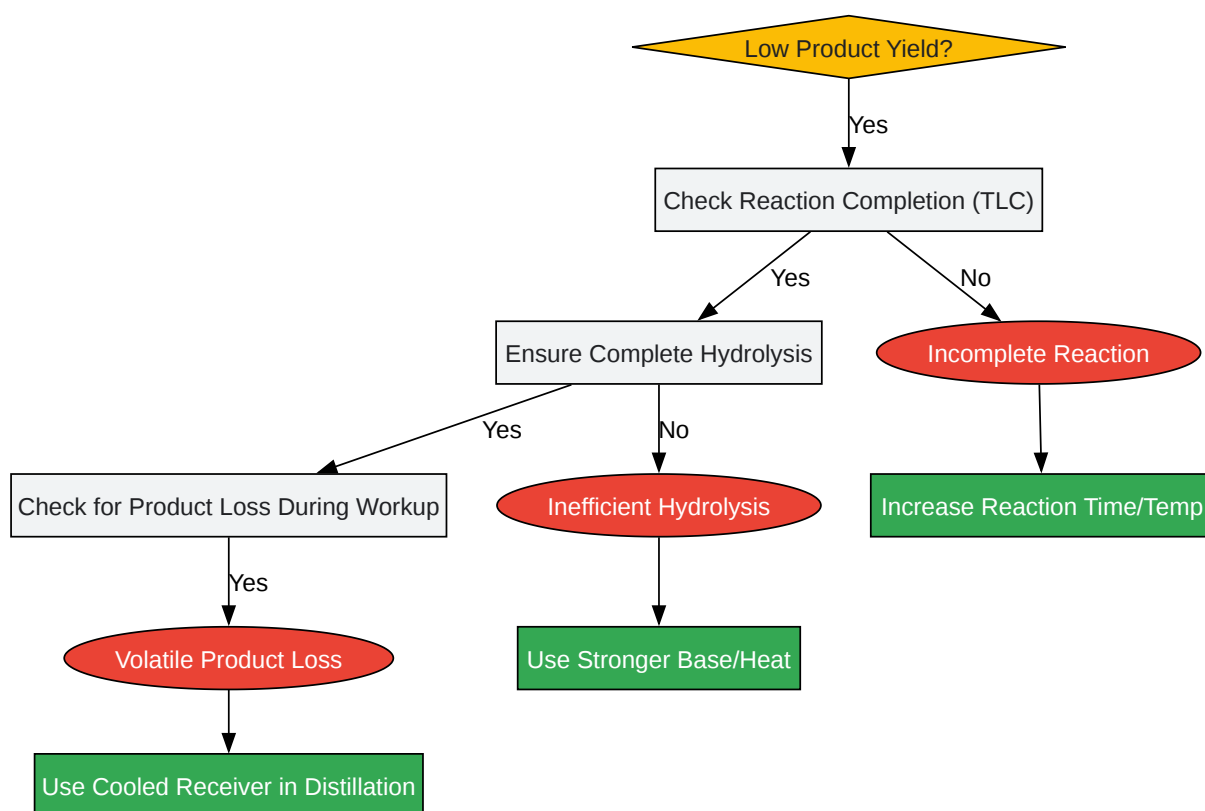 Low Product Yield?
Yes
Check Reaction Completion (TLC)
Yes
No
Ensure Complete Hydrolysis
Incomplete Reaction
Yes
No
Check for Product Loss During Workup
Inefficient Hydrolysis
Increase Reaction Time/Temp
Yes
Volatile Product Loss
Use Stronger Base/Heat
Use Cooled Receiver in Distillation